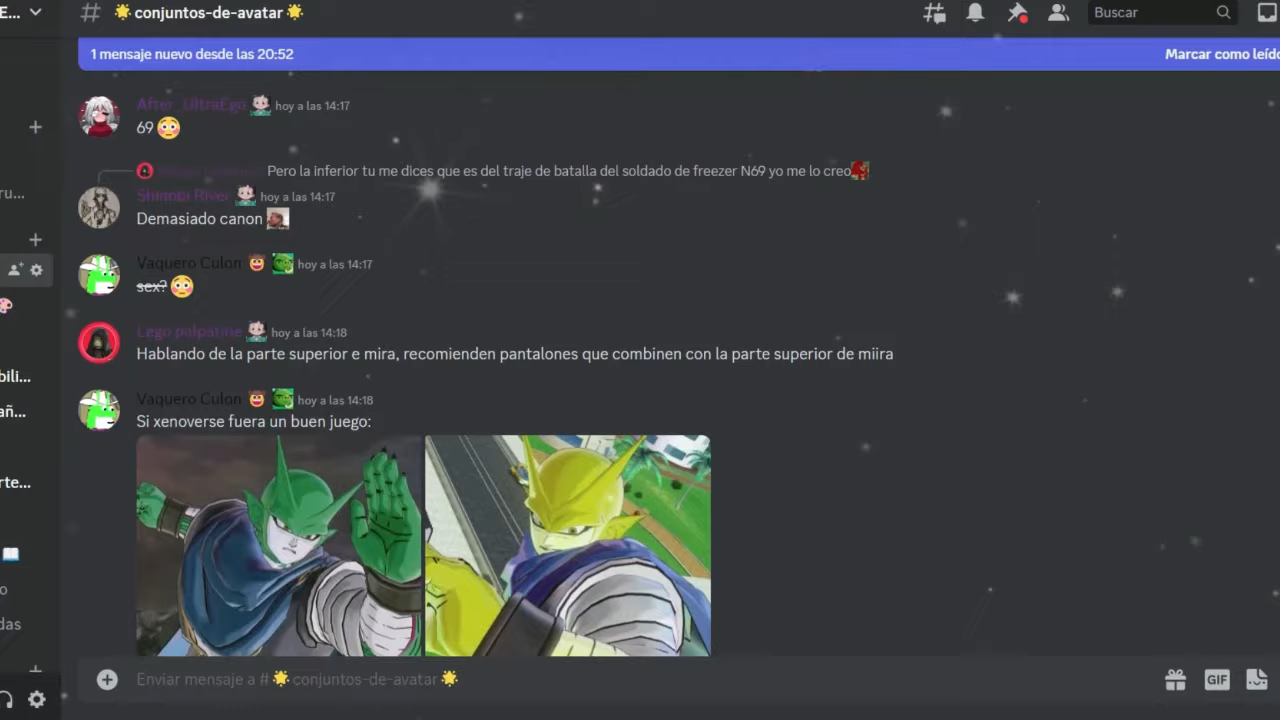 E...
conjuntos-de-avatar
Buscar
1 mensaje nuevo desde las 20:52
Marcar como leído
After_UltraEgo hoy a las 14:17
69
Pero la inferior tu me dices que es del traje de batalla del soldado de freezer N69 yo me lo creo
Shinobi River hoy a las 14:17
Demasiado canon
ru...
Vaquero Culon hoy a las 14:17
sex?
Lego palpatine hoy a las 14:18
Hablando de la parte superior e mira, recomienden pantalones que combinen con la parte superior de miira
bili...
Vaquero Culon hoy a las 14:18
añ...
Si xenoverse fuera un buen juego:
rte...
o
das
Enviar mensaje a # conjuntos-de-avatar
GIF